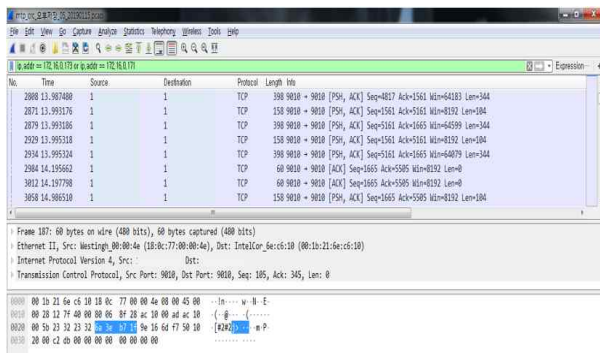 File Edit View Go Capture Analyze Statistics Telephony Wireless Tools Help
ip.addr == 172.16.0.173 or ip.addr == 172.16.0.171
Expression...
No. Time Source Destination Protocol Length Info
2808 13.987480 1 1 TCP 398 9010 → 9010 [PSH, ACK] Seq=4817 Ack=1561 Win=64183 Len=344
2871 13.993176 1 1 TCP 158 9010 → 9010 [PSH, ACK] Seq=1561 Ack=5161 Win=8192 Len=104
2879 13.993186 1 1 TCP 398 9010 → 9010 [PSH, ACK] Seq=5161 Ack=1665 Win=64599 Len=344
2929 13.995318 1 1 TCP 158 9010 → 9010 [PSH, ACK] Seq=1561 Ack=5161 Win=8192 Len=104
2934 13.995324 1 1 TCP 398 9010 → 9010 [PSH, ACK] Seq=5161 Ack=1665 Win=64079 Len=344
2984 14.195662 1 1 TCP 60 9010 → 9010 [ACK] Seq=1665 Ack=5505 Win=8192 Len=0
3012 14.197798 1 1 TCP 60 9010 → 9010 [ACK] Seq=1665 Ack=5505 Win=8192 Len=0
3058 14.986510 1 1 TCP 158 9010 → 9010 [PSH, ACK] Seq=1665 Ack=5505 Win=8192 Len=104
Frame 187: 60 bytes on wire (480 bits), 60 bytes captured (480 bits)
Ethernet II, Src: Westingh_00:00:4e (18:0c:77:00:00:4e), Dst: IntelCor_6e:c6:10 (00:1b:21:6e:c6:10)
Internet Protocol Version 4, Src: Dst:
Transmission Control Protocol, Src Port: 9010, Dst Port: 9010, Seq: 105, Ack: 345, Len: 0
0000 00 1b 21 6e c6 10 18 0c 77 00 00 4e 08 00 45 00 ··!n···· w··N··E·
0010 00 28 12 7f 40 00 80 06 8f 28 ac 10 00 ad ac 10 ·(··@··· ·(······
0020 00 5b 23 32 23 32 6a 3e b7 1f 9e 16 6d f7 50 10 ·[#2#2j> ····m·P·
0030 20 00 c2 db 00 00 00 00 00 00 00 00